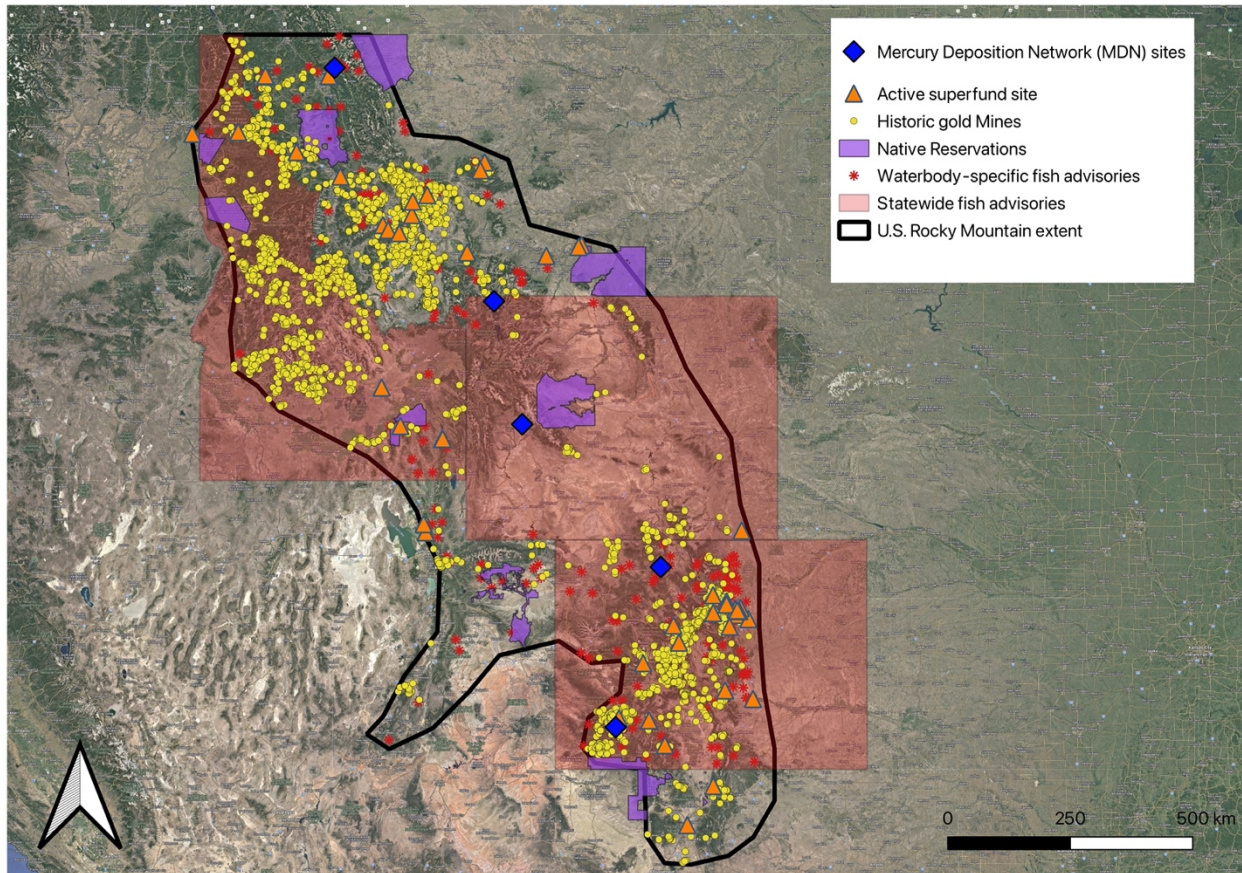 Mercury Deposition Network (MDN) sites
Active superfund site
Historic gold Mines
Native Reservations
Waterbody-specific fish advisories
Statewide fish advisories
U.S. Rocky Mountain extent
0 250 500 km